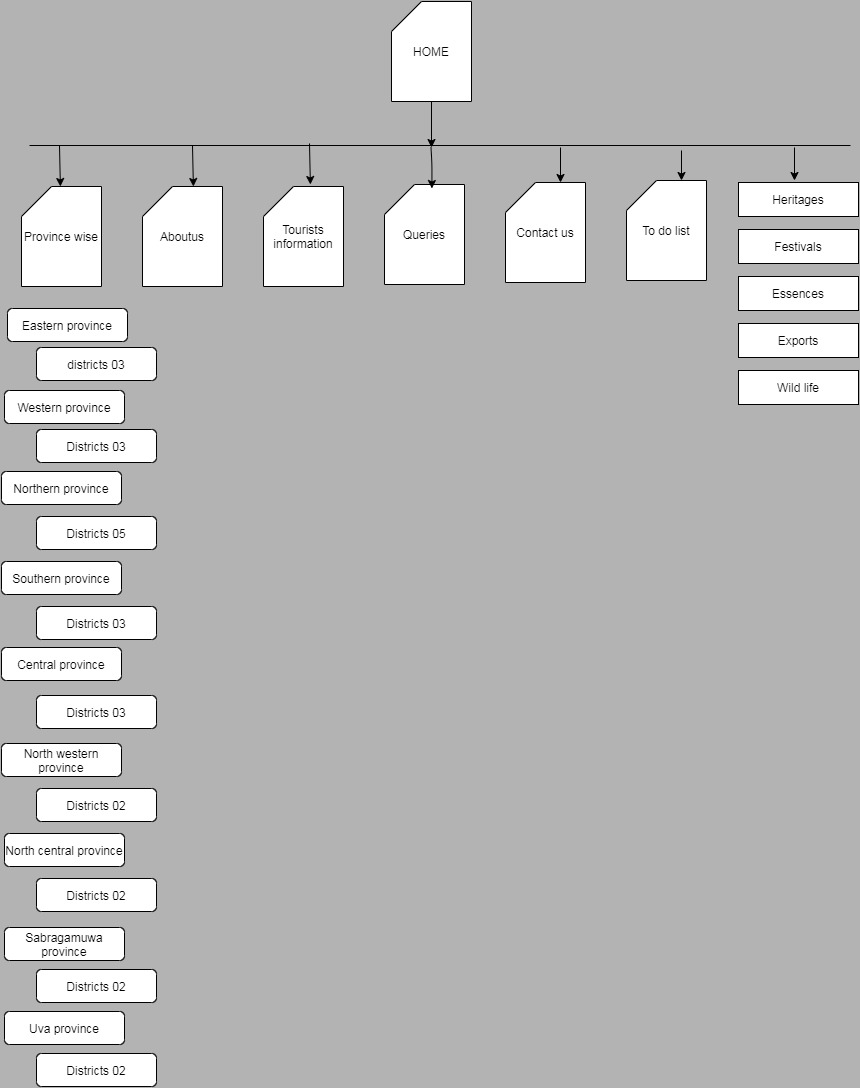 HOME
Province wise
Aboutus
Tourists
information
Queries
Contact us
To do list
Heritages
Festivals
Essences
Exports
Wild life
Eastern province
districts 03
Western province
Districts 03
Northern province
Districts 05
Southern province
Districts 03
Central province
Districts 03
North western
province
Districts 02
North central province
Districts 02
Sabragamuwa
province
Districts 02
Uva province
Districts 02